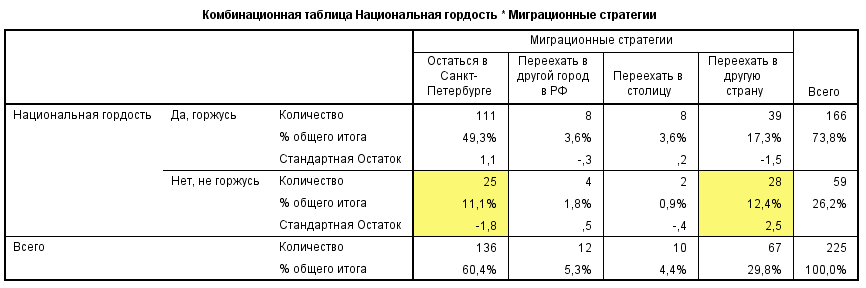 Комбинационная таблица Национальная гордость * Миграционные стратегии
Миграционные стратегии
Остаться в Санкт-Петербурге Переехать в другой город в РФ Переехать в столицу Переехать в другую страну Всего
Национальная гордость Да, горжусь Количество 111 8 8 39 166
% общего итога 49,3% 3,6% 3,6% 17,3% 73,8%
Стандартная Остаток 1,1 -,3 ,2 -1,5
Нет, не горжусь Количество 25 4 2 28 59
% общего итога 11,1% 1,8% 0,9% 12,4% 26,2%
Стандартная Остаток -1,8 ,5 -,4 2,5
Всего Количество 136 12 10 67 225
% общего итога 60,4% 5,3% 4,4% 29,8% 100,0%